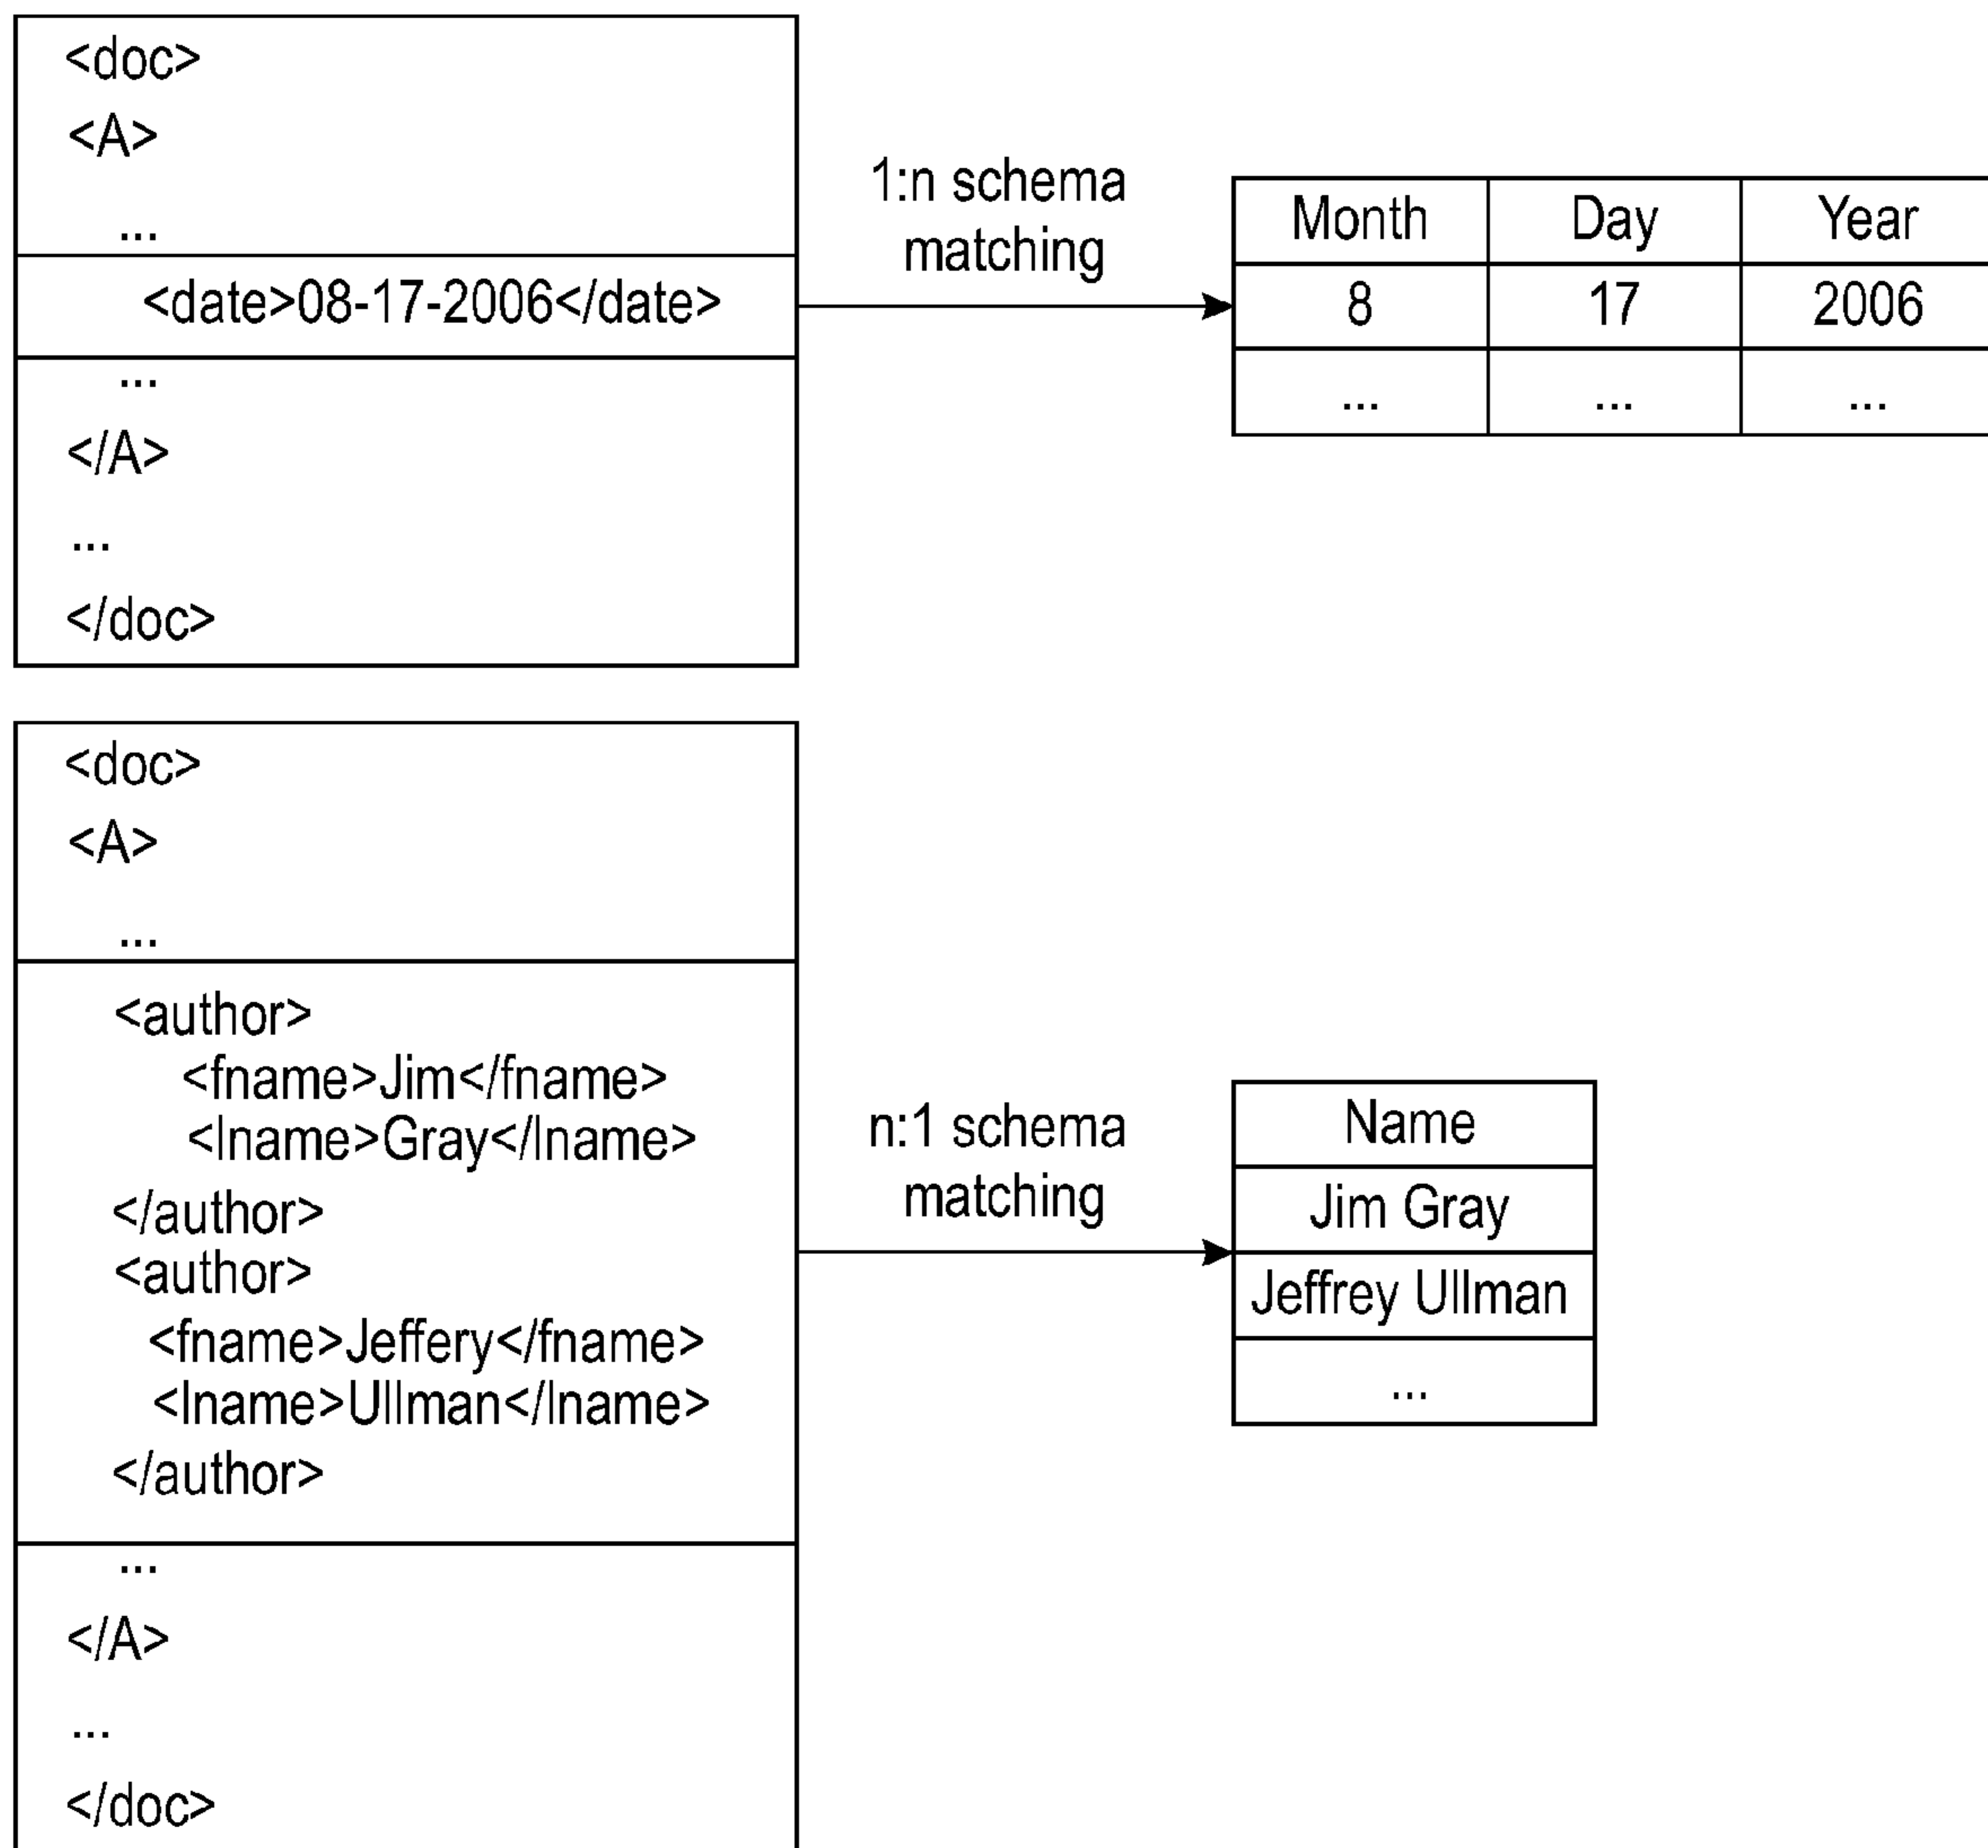 <doc>
<A>
...
<date>08-17-2006</date>
...
</A>
...
</doc>
1:n schema
matching
Month Day Year
8 17 2006
... ... ...
<doc>
<A>
...
<author>
<fname>Jim</fname>
<lname>Gray</lname>
</author>
<author>
<fname>Jeffery</fname>
<lname>Ullman</lname>
</author>
...
</A>
...
</doc>
n:1 schema
matching
Name
Jim Gray
Jeffrey Ullman
...